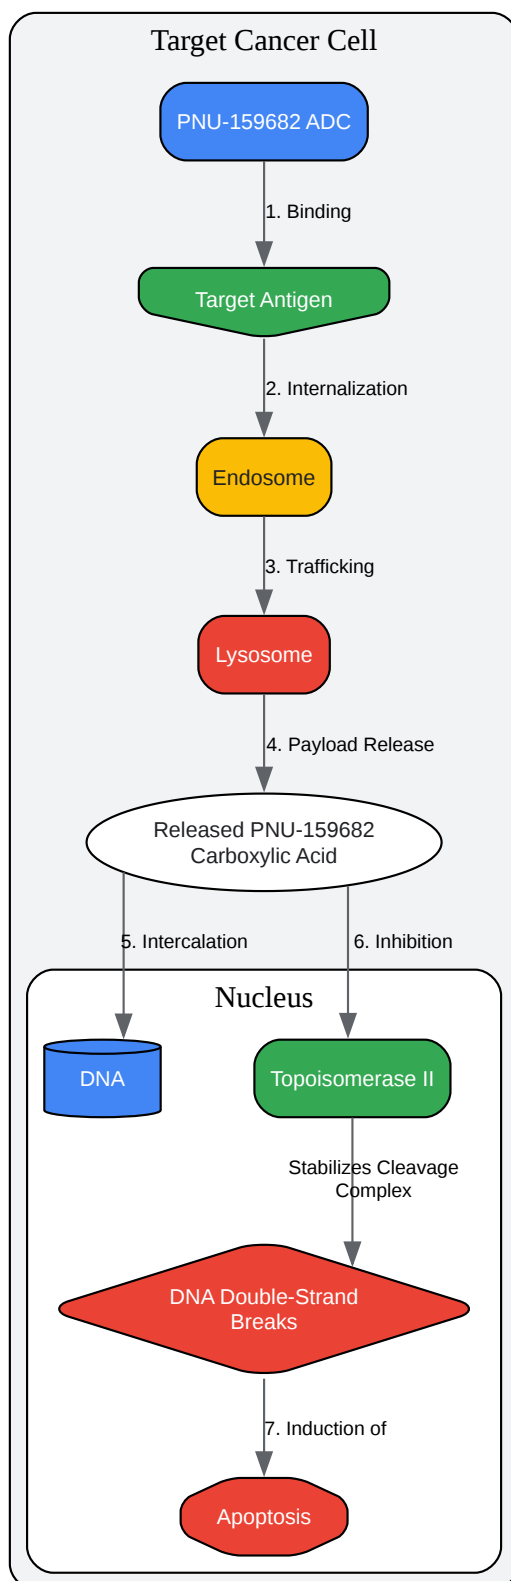 Target Cancer Cell
PNU-159682 ADC
1. Binding
Target Antigen
2. Internalization
Endosome
3. Trafficking
Lysosome
4. Payload Release
Released PNU-159682
Carboxylic Acid
5. Intercalation
6. Inhibition
Nucleus
DNA
Topoisomerase II
Stabilizes Cleavage
Complex
DNA Double-Strand
Breaks
7. Induction of
Apoptosis